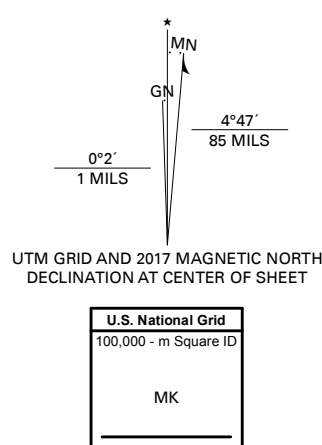 ★
MN
GN
4°47´
85 MILS
0°2´
1 MILS
UTM GRID AND 2017 MAGNETIC NORTH
DECLINATION AT CENTER OF SHEET
U.S. National Grid
100,000 - m Square ID
MK